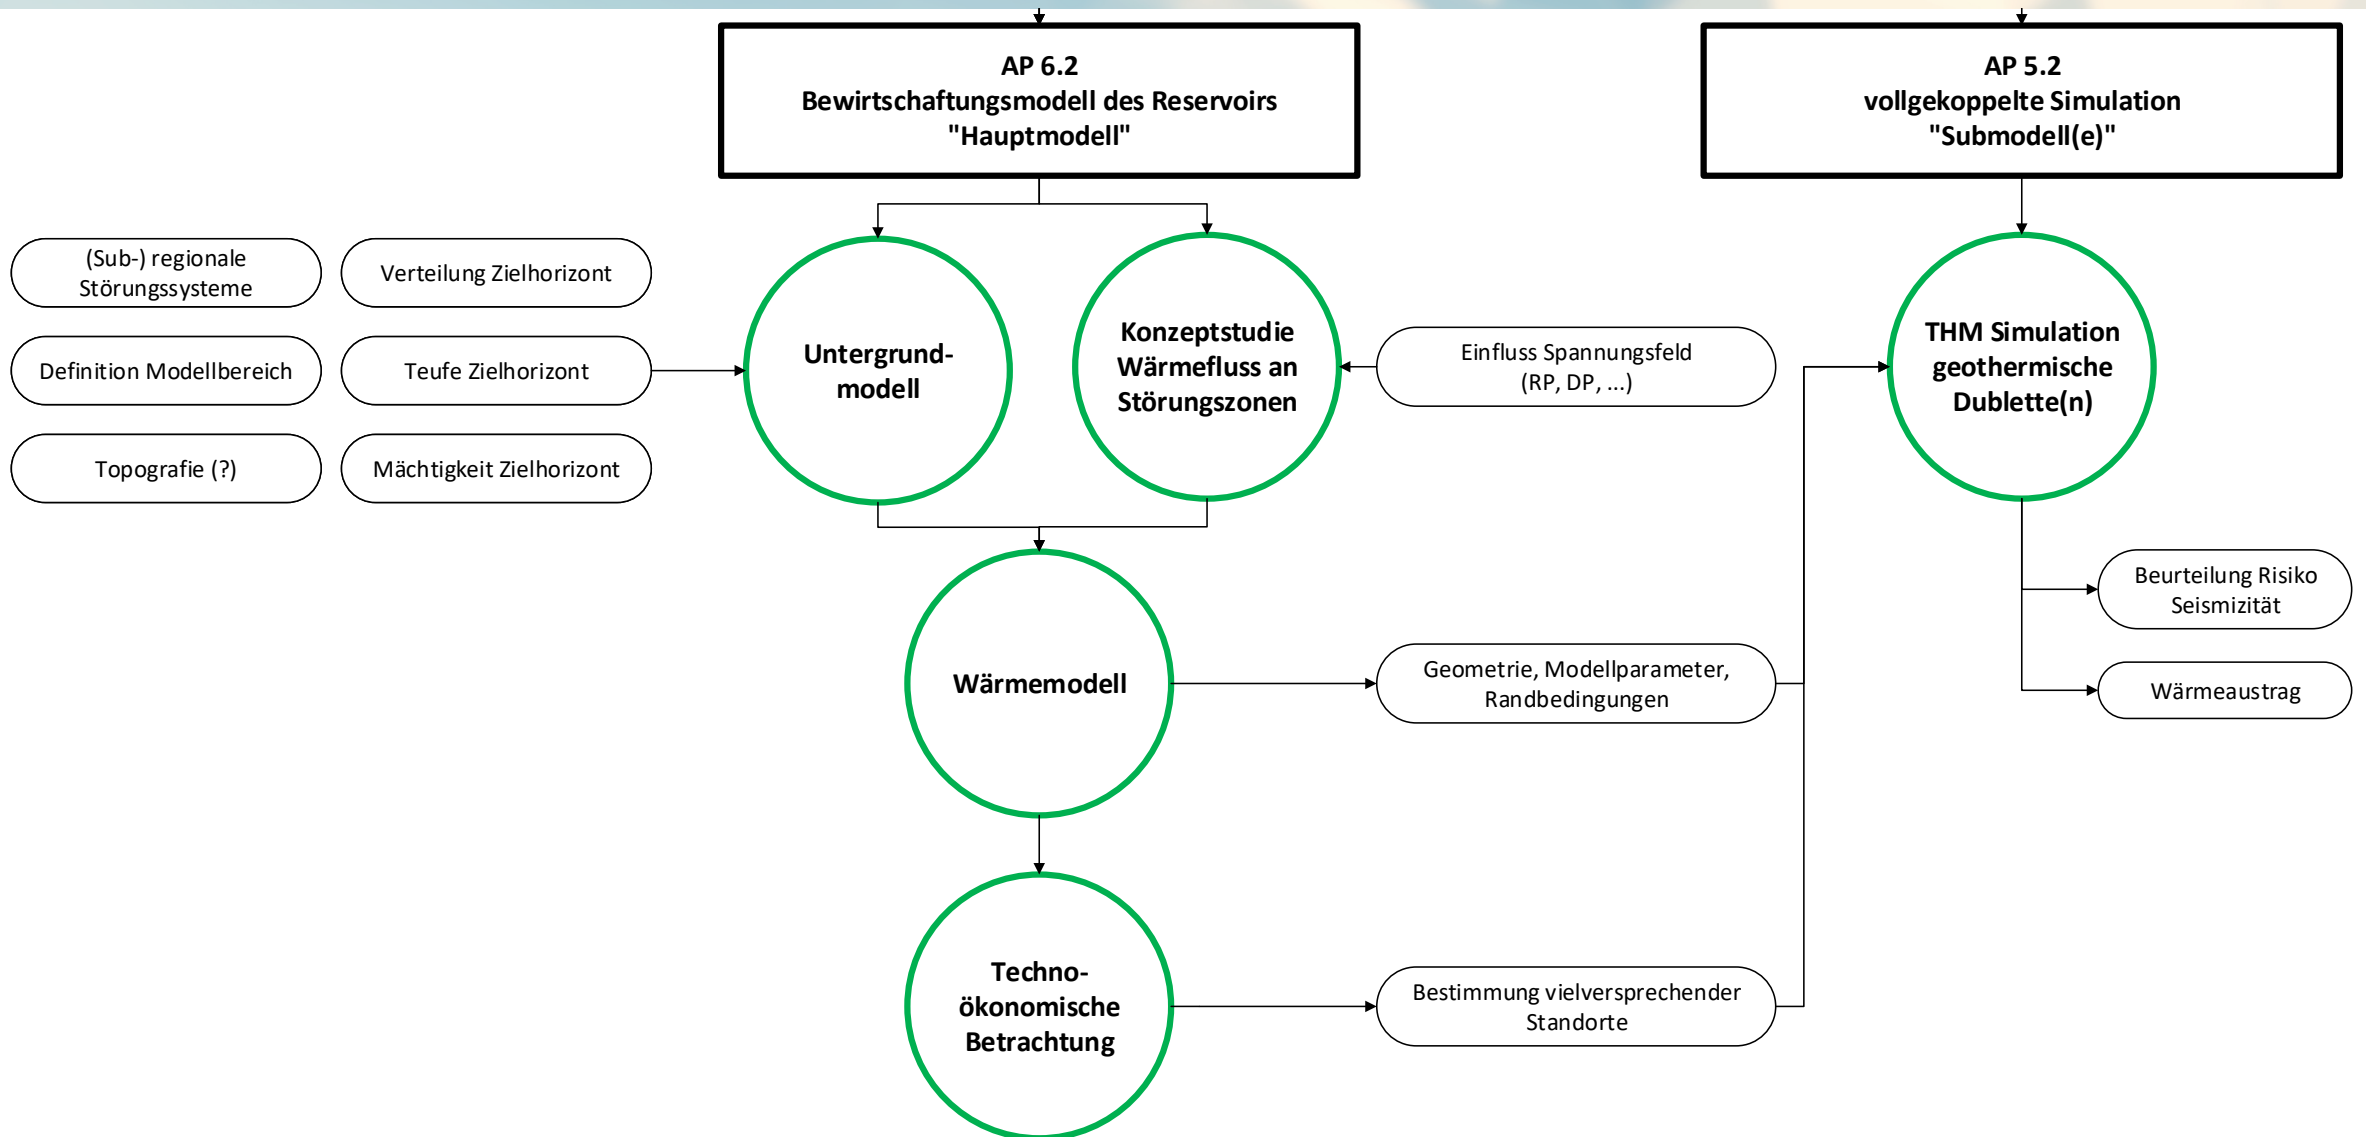 AP 6.2
Bewirtschaftungsmodell des Reservoirs
"Hauptmodell"
AP 5.2
vollgekoppelte Simulation
"Submodell(e)"
(Sub-) regionale
Störungssysteme
Verteilung Zielhorizont
Definition Modellbereich
Teufe Zielhorizont
Topografie (?)
Mächtigkeit Zielhorizont
Untergrund-
modell
Konzeptstudie
Wärmefluss an
Störungszonen
Einfluss Spannungsfeld
(RP, DP, ...)
THM Simulation
geothermische
Dublette(n)
Beurteilung Risiko
Seismizität
Wärmeaustrag
Wärmemodell
Geometrie, Modellparameter,
Randbedingungen
Techno-
ökonomische
Betrachtung
Bestimmung vielversprechender
Standorte